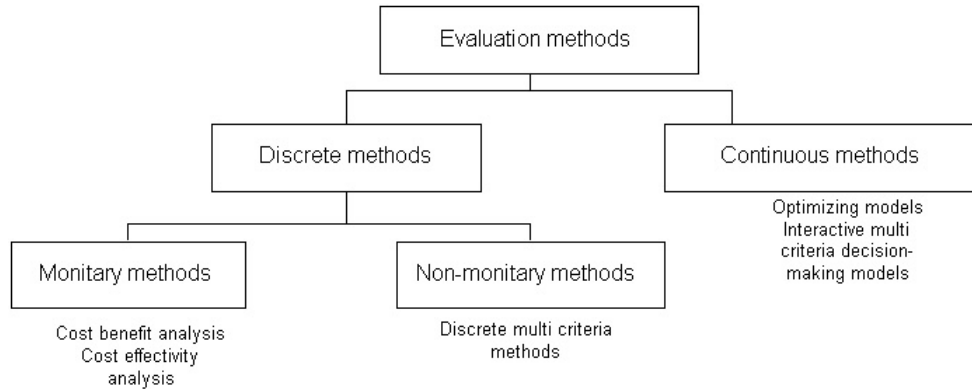 Evaluation methods
Discrete methods
Continuous methods
Optimizing models
Interactive multi
criteria decision-
making models
Monitary methods
Non-monitary methods
Cost benefit analysis
Cost effectivity
analysis
Discrete multi criteria
methods